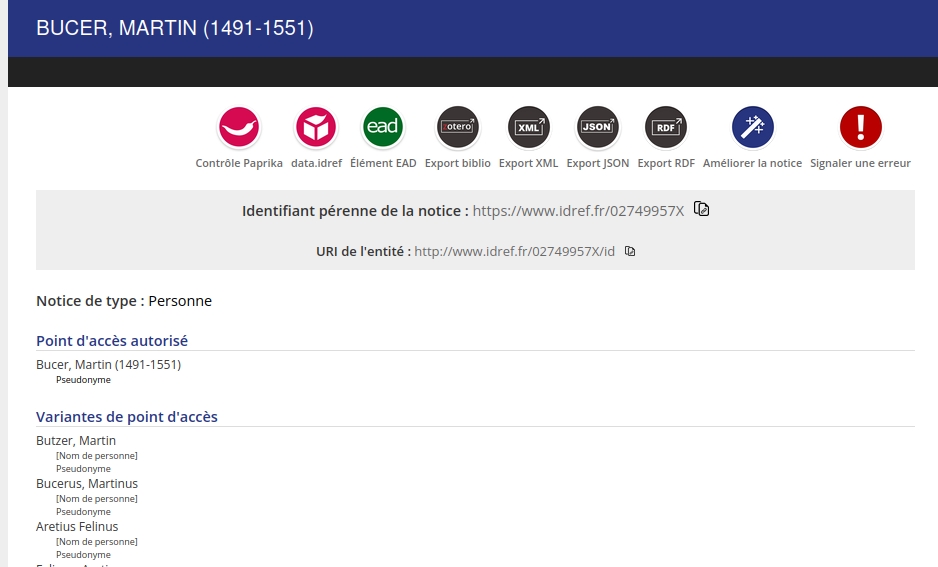 BUCER, MARTIN (1491-1551)
ead
zotero
XML
JSON
RDF
Contrôle Paprika data.idref Élément EAD Export biblio Export XML Export JSON Export RDF Améliorer la notice Signaler une erreur
Identifiant pérenne de la notice : https://www.idref.fr/02749957X
URI de l'entité : http://www.idref.fr/02749957X/id
Notice de type : Personne
Point d'accès autorisé
Bucer, Martin (1491-1551)
Pseudonyme
Variantes de point d'accès
Butzer, Martin
[Nom de personne]
Pseudonyme
Bucerus, Martinus
[Nom de personne]
Pseudonyme
Aretius Felinus
[Nom de personne]
Pseudonyme